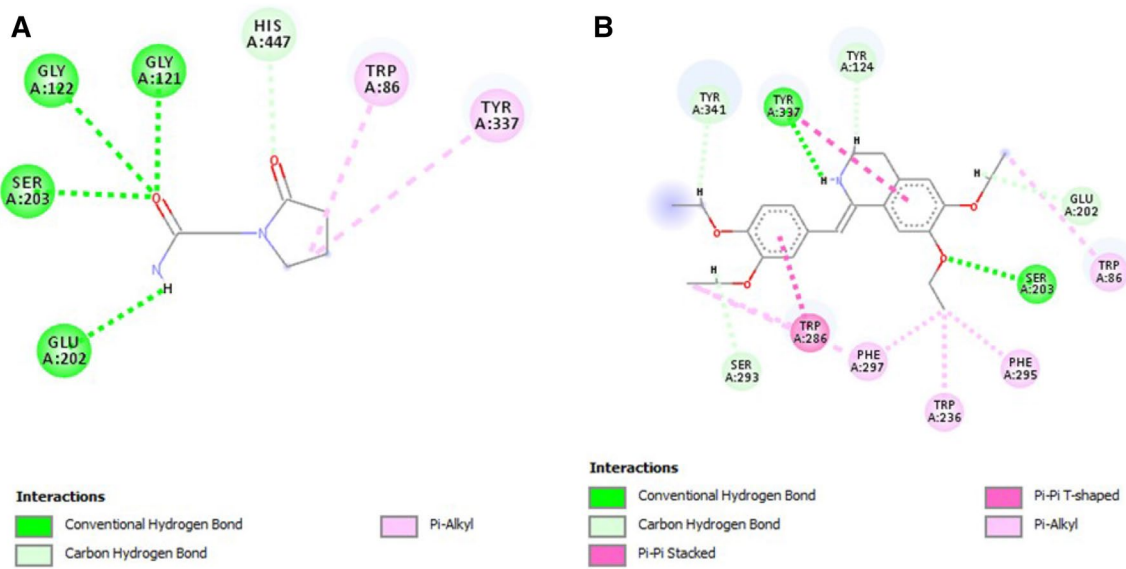 A
HIS
A:447
GLY
A:122
GLY
A:121
TRP
A:86
TYR
A:337
SER
A:203
O
O
N
N
H
GLU
A:202
Interactions
Conventional Hydrogen Bond
Carbon Hydrogen Bond
Pi-Alkyl
B
TYR
A:124
TYR
A:341
TYR
A:337
H
H
N
H
H
GLU
A:202
O
O
O
O
H
TRP
A:86
SER
A:203
TRP
A:286
SER
A:293
PHE
A:297
PHE
A:295
TRP
A:236
Interactions
Conventional Hydrogen Bond
Carbon Hydrogen Bond
Pi-Pi Stacked
Pi-Pi T-shaped
Pi-Alkyl